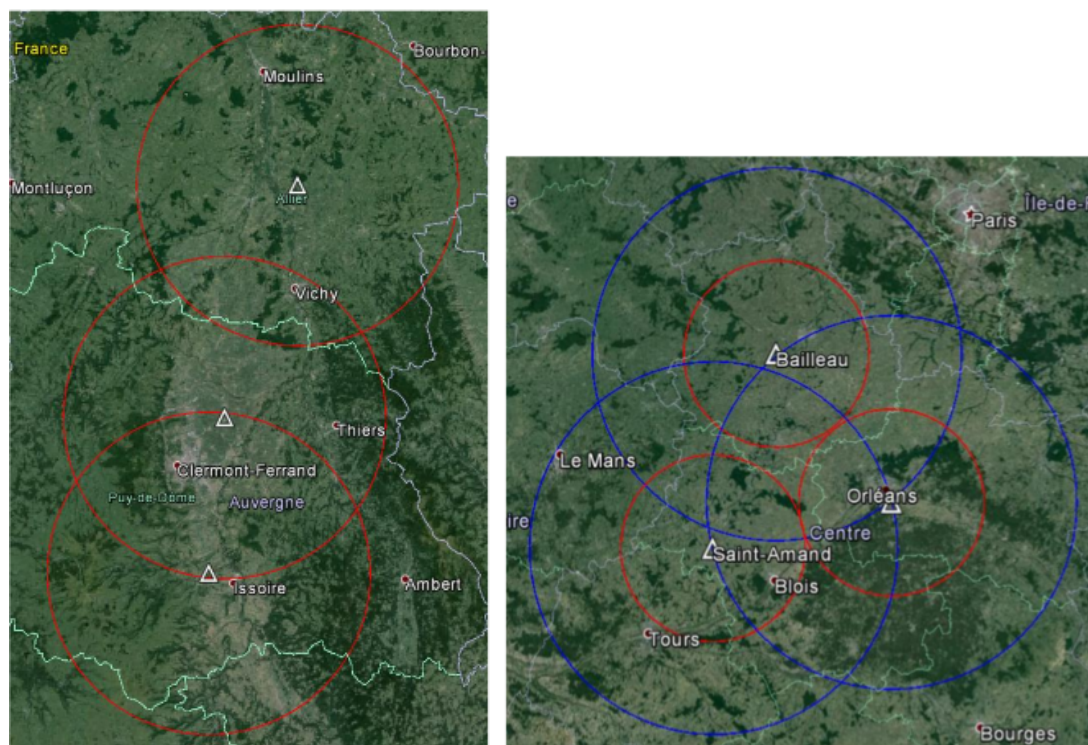 France
Bourbon-
Moulins
Montluçon
Allier
Vichy
Thiers
Clermont-Ferrand
Puy-de-Dôme
Auvergne
Issoire
Ambert
e
Île-de-F
Paris
Bailleau
Le Mans
Orléans
ire
Centre
Saint-Amand
Blois
Tours
Bourges